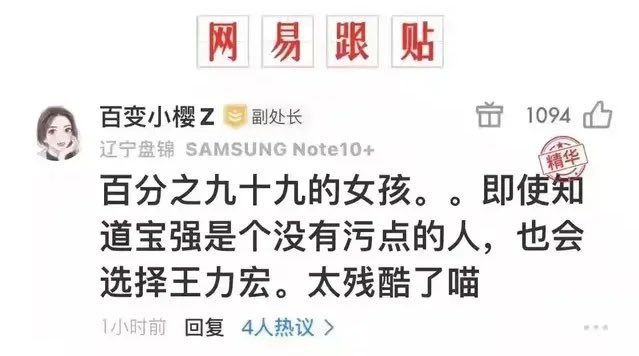 网易跟贴
百变小樱Z 副处长 1094
辽宁盘锦 SAMSUNG Note10+
精华
百分之九十九的女孩。。即使知
道宝强是个没有污点的人，也会
选择王力宏。太残酷了喵
1小时前 回复 4人热议 >